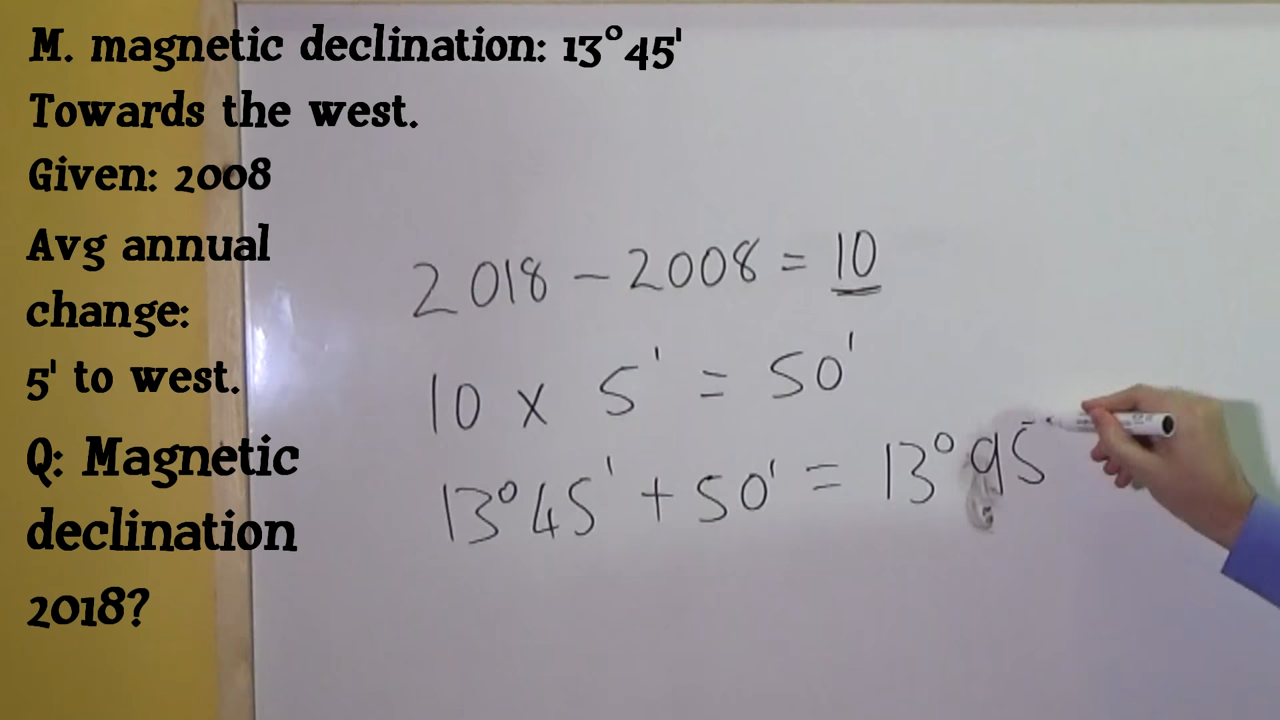 M. magnetic declination: 13°45'
Towards the west.
Given: 2008
Avg annual
change:
5' to west.
Q: Magnetic
declination
2018?
2018 - 2008 = 10
10 x 5' = 50'
13°45' + 50' = 13°95